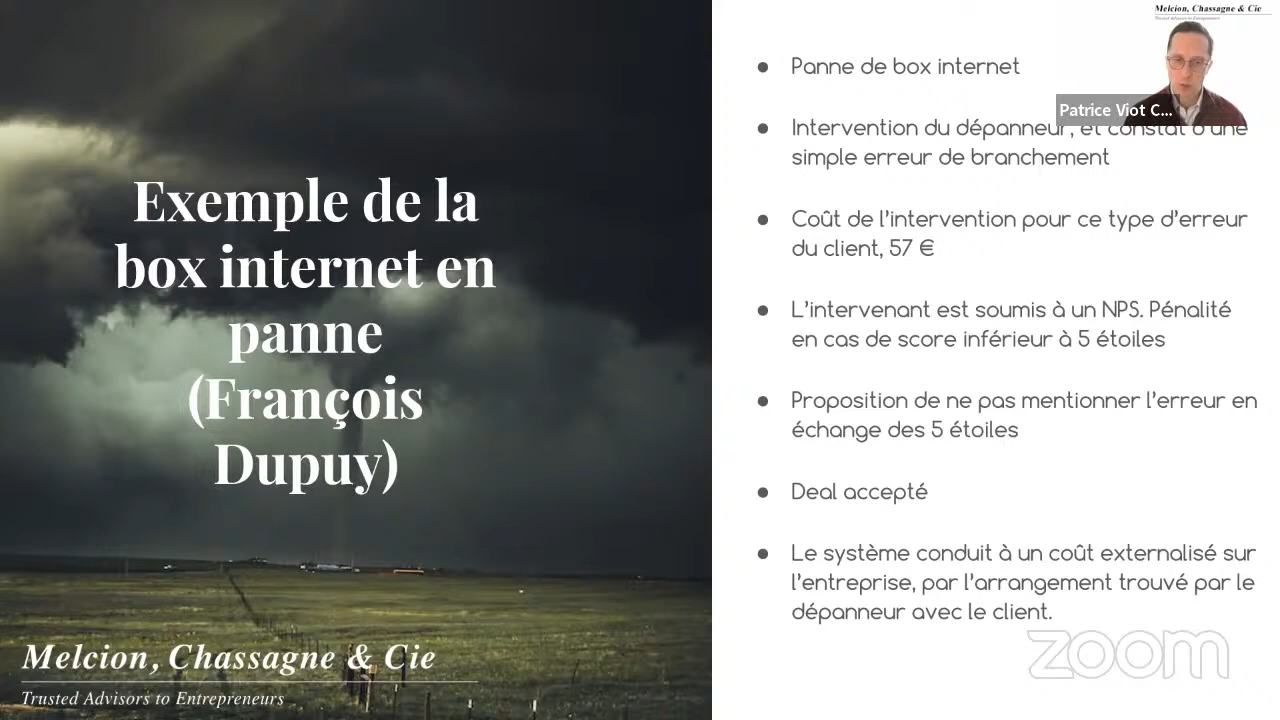 Exemple de la
box internet en
panne
(François
Dupuy)
Melcion, Chassagne & Cie
Trusted Advisors to Entrepreneurs
Melcion, Chassagne & Cie
Trusted Advisors to Entrepreneurs
Patrice Viot C...
● Panne de box internet
● Intervention du dépanneur, et constat d'une
simple erreur de branchement
● Coût de l'intervention pour ce type d'erreur
du client, 57 €
● L'intervenant est soumis à un NPS. Pénalité
en cas de score inférieur à 5 étoiles
● Proposition de ne pas mentionner l'erreur en
échange des 5 étoiles
● Deal accepté
● Le système conduit à un coût externalisé sur
l'entreprise, par l'arrangement trouvé par le
dépanneur avec le client.
zoom